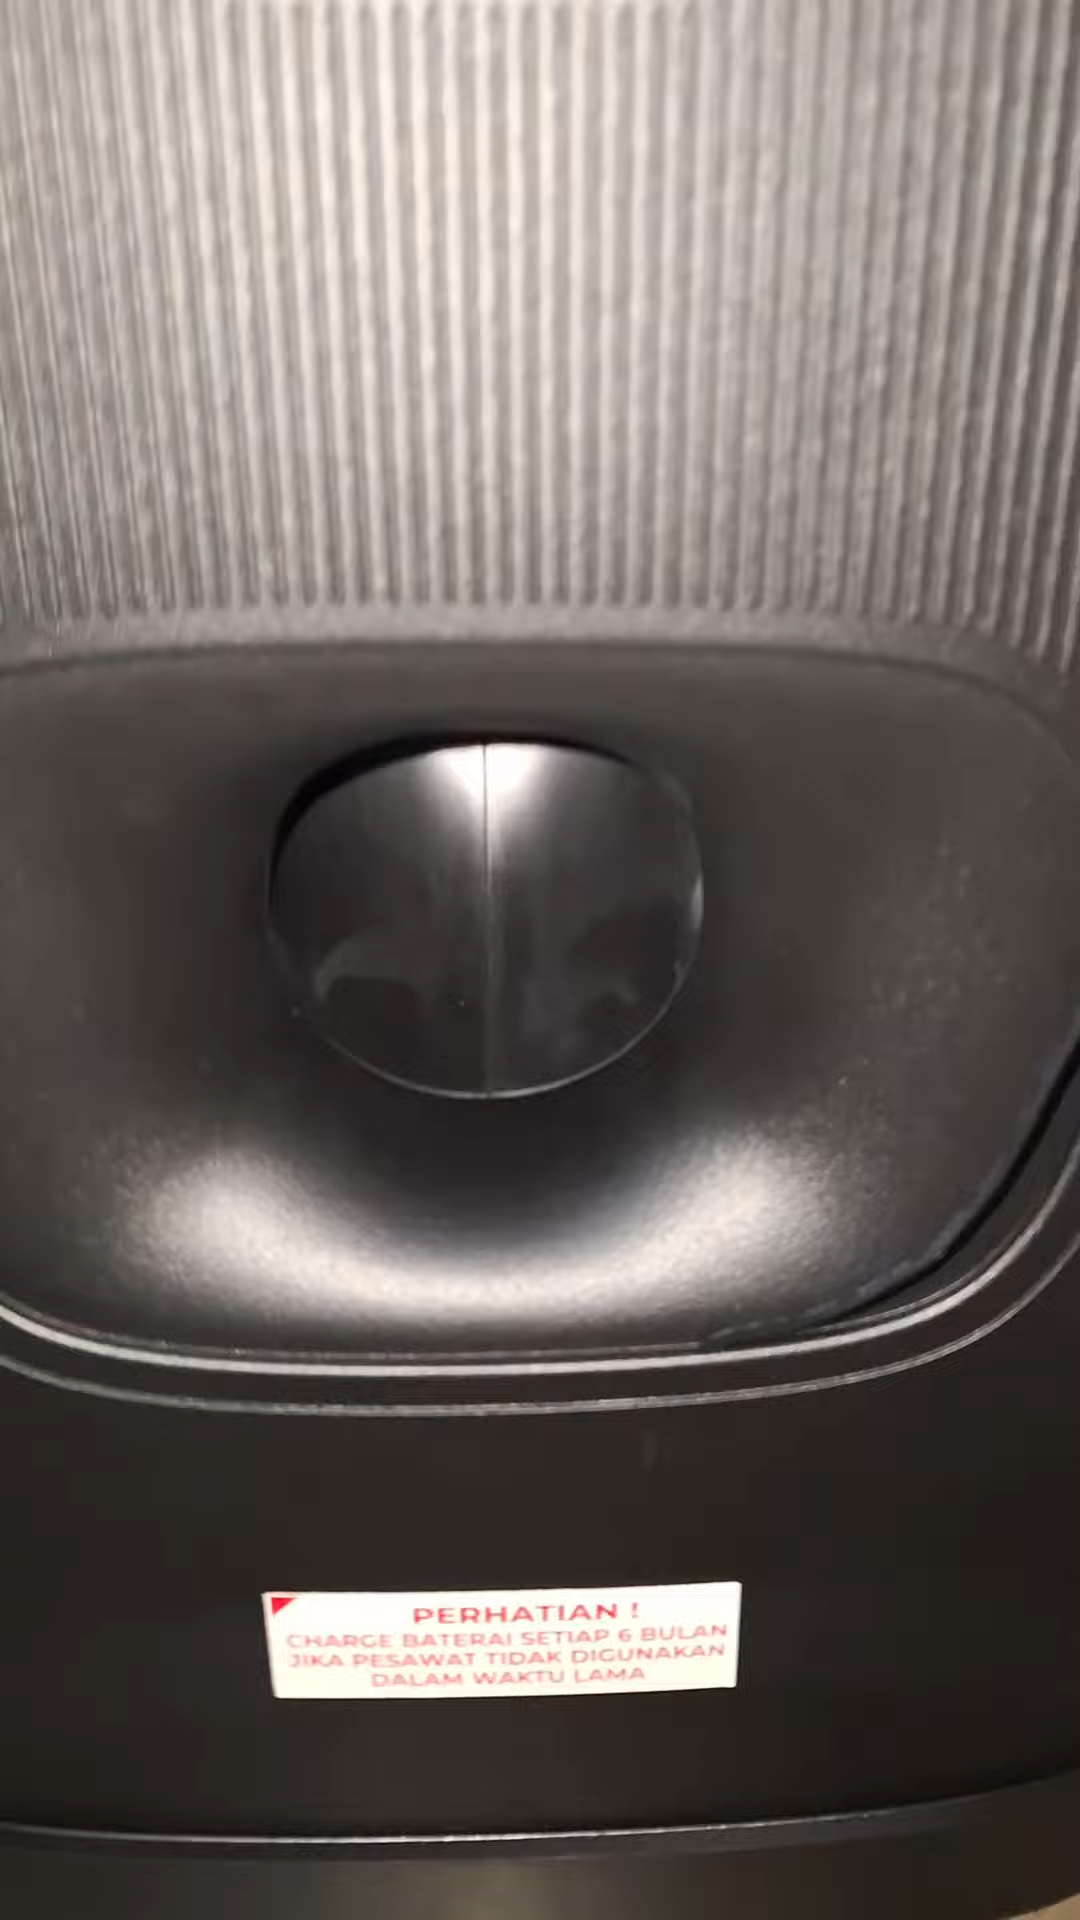 PERHATIAN !
CHARGE BATERAI SETIAP 6 BULAN
JIKA PESAWAT TIDAK DIGUNAKAN
DALAM WAKTU LAMA